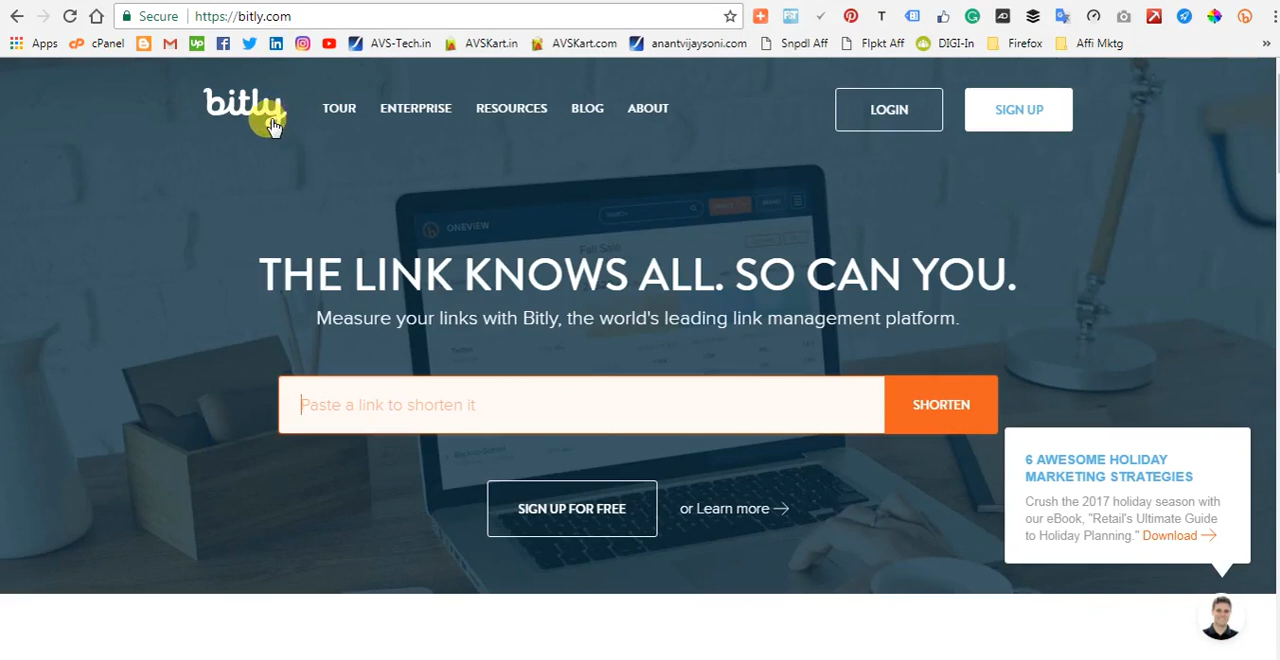 Secure https://bitly.com
Apps cPanel AVS-Tech.in AVSKart.in AVSKart.com anantvijaysoni.com Snpdl Aff Flpkt Aff DIGI-In Firefox Affi Mktg »
bitly TOUR ENTERPRISE RESOURCES BLOG ABOUT LOGIN SIGN UP
ONEVIEW
Fall Sale
THE LINK KNOWS ALL. SO CAN YOU.
Measure your links with Bitly, the world's leading link management platform.
Paste a link to shorten it SHORTEN
6 AWESOME HOLIDAY
MARKETING STRATEGIES
Crush the 2017 holiday season with
our eBook, "Retail's Ultimate Guide
to Holiday Planning." Download →
SIGN UP FOR FREE or Learn more →